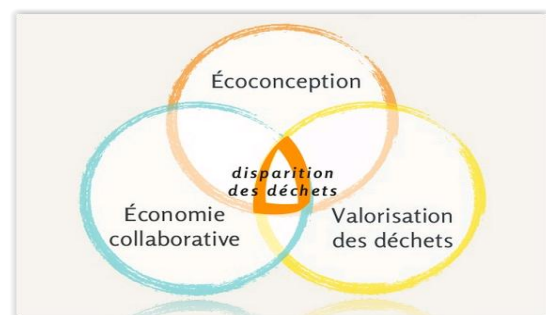 Écoconception
disparition
des déchets
Économie
collaborative
Valorisation
des déchets